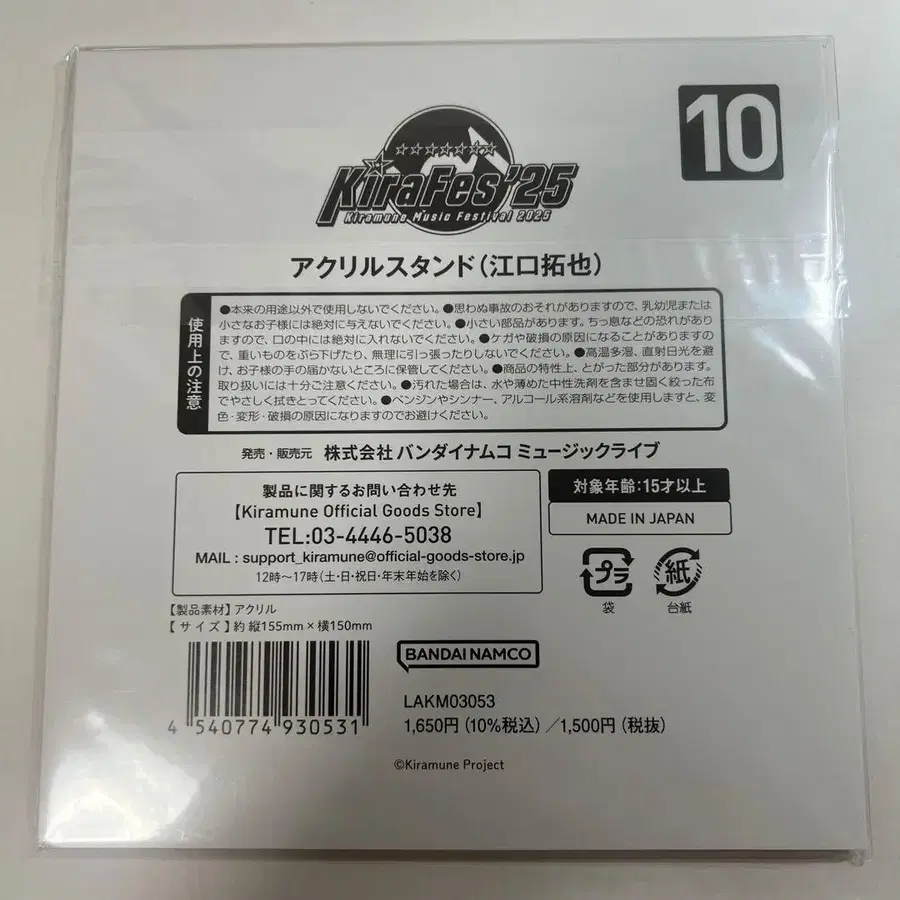 10
KiraFes'25
Kiramune Music Festival 2025
アクリルスタンド（江口拓也）
使用上の注意
●本来の用途以外で使用しないでください。●思わぬ事故のおそれがありますので、乳幼児または
小さなお子様には絶対に与えないでください。●小さい部品があります。ちっ息などの恐れがあり
ますので、口の中には絶対に入れないでください。●ケガや破損の原因になることがありますの
で、重いものをぶら下げたり、無理に引っ張ったりしないでください。●高温多湿、直射日光を避
け、お子様の手の届かないところに保管してください。●商品の特性上、とがった部分があります。
取り扱いには十分ご注意ください。●汚れた場合は、水や薄めた中性洗剤を含ませ固く絞った布
でやさしく拭きとってください。●ベンジンやシンナー、アルコール系溶剤などを使用しますと、変
色・変形・破損の原因になりますのでお避けください。
発売・販売元 株式会社バンダイナムコミュージックライブ
製品に関するお問い合わせ先
【Kiramune Official Goods Store】
TEL:03-4446-5038
MAIL : support_kiramune@official-goods-store.jp
12時～17時（土・日・祝日・年末年始を除く）
対象年齢：15才以上
MADE IN JAPAN
プラ
袋
紙
台紙
【製品素材】アクリル
【サイズ】約 縦155mm×横150mm
4 540774 930531
BANDAI NAMCO
LAKM03053
1,650円（10%税込）／1,500円（税抜）
©Kiramune Project